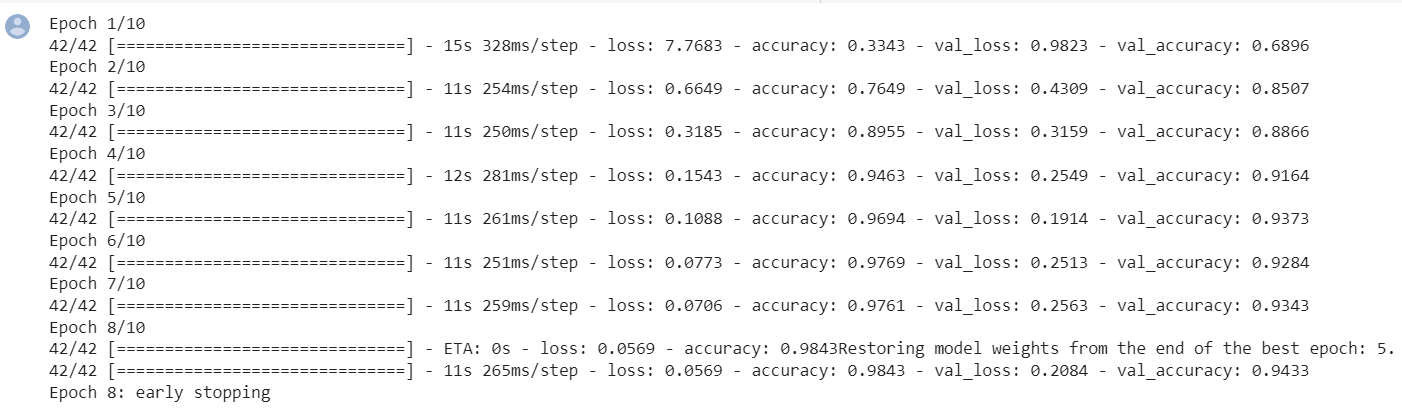 Epoch 1/10
42/42 [==============================] - 15s 328ms/step - loss: 7.7683 - accuracy: 0.3343 - val_loss: 0.9823 - val_accuracy: 0.6896
Epoch 2/10
42/42 [==============================] - 11s 254ms/step - loss: 0.6649 - accuracy: 0.7649 - val_loss: 0.4309 - val_accuracy: 0.8507
Epoch 3/10
42/42 [==============================] - 11s 250ms/step - loss: 0.3185 - accuracy: 0.8955 - val_loss: 0.3159 - val_accuracy: 0.8866
Epoch 4/10
42/42 [==============================] - 12s 281ms/step - loss: 0.1543 - accuracy: 0.9463 - val_loss: 0.2549 - val_accuracy: 0.9164
Epoch 5/10
42/42 [==============================] - 11s 261ms/step - loss: 0.1088 - accuracy: 0.9694 - val_loss: 0.1914 - val_accuracy: 0.9373
Epoch 6/10
42/42 [==============================] - 11s 251ms/step - loss: 0.0773 - accuracy: 0.9769 - val_loss: 0.2513 - val_accuracy: 0.9284
Epoch 7/10
42/42 [==============================] - 11s 259ms/step - loss: 0.0706 - accuracy: 0.9761 - val_loss: 0.2563 - val_accuracy: 0.9343
Epoch 8/10
42/42 [==============================] - ETA: 0s - loss: 0.0569 - accuracy: 0.9843Restoring model weights from the end of the best epoch: 5.
42/42 [==============================] - 11s 265ms/step - loss: 0.0569 - accuracy: 0.9843 - val_loss: 0.2084 - val_accuracy: 0.9433
Epoch 8: early stopping